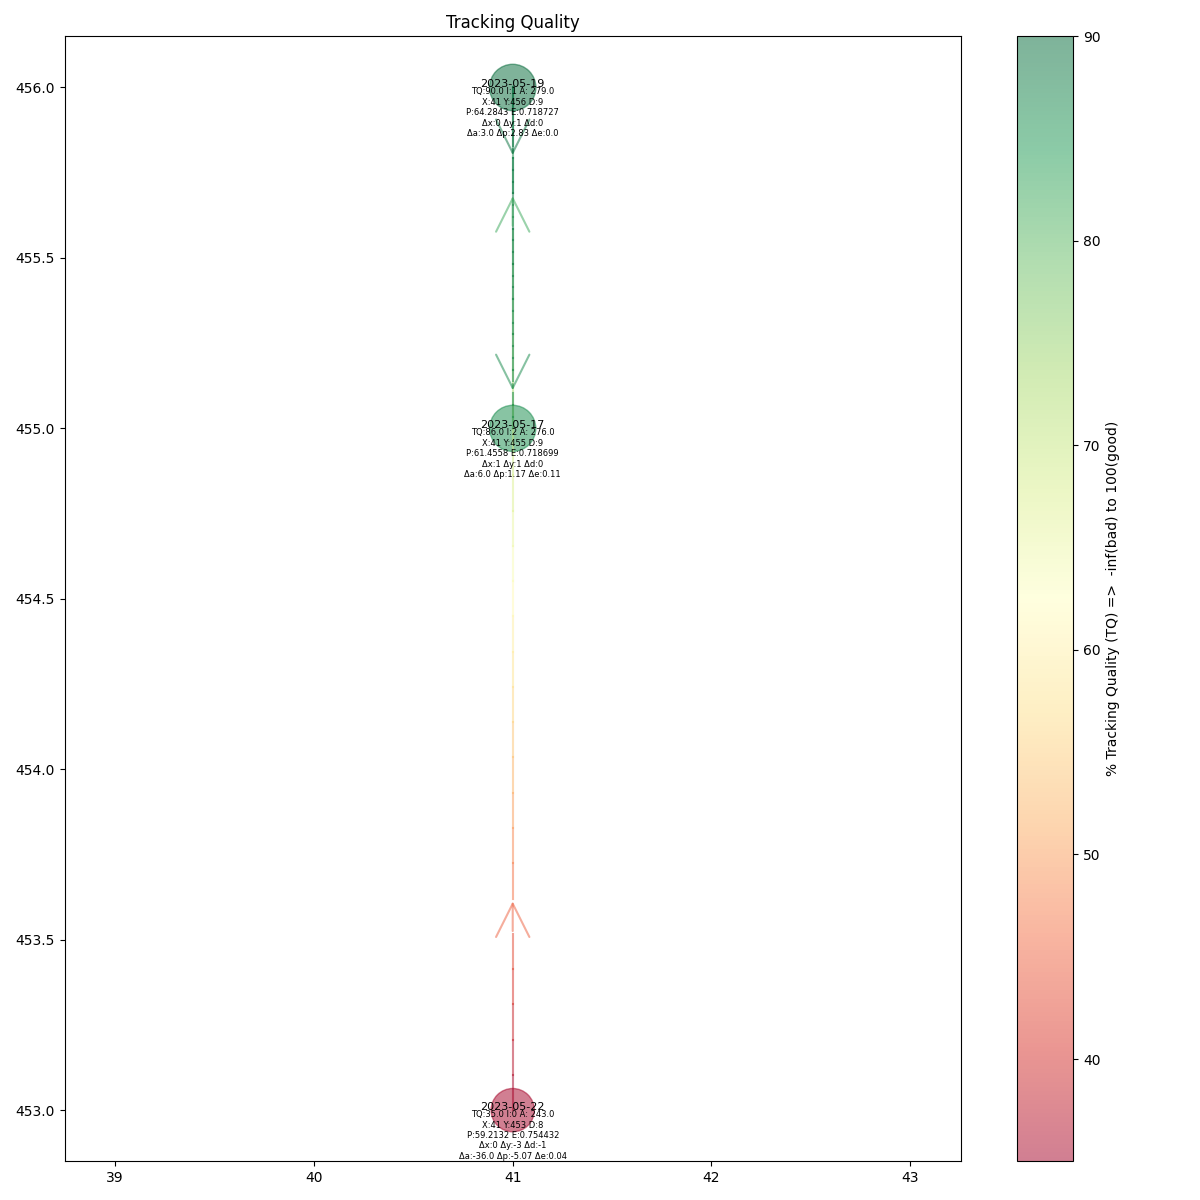 Tracking Quality
456.0
455.5
455.0
454.5
454.0
453.5
453.0
2023-05-19
TQ:90.0 I:1 A: 279.0
X:41 Y:456 D:9
P:64.2843 E:0.718727
Δx:0 Δy:1 Δd:0
Δa:3.0 Δp:2.83 Δe:0.0
2023-05-17
TQ:86.0 I:2 A: 276.0
X:41 Y:455 D:9
P:61.4558 E:0.718699
Δx:1 Δy:1 Δd:0
Δa:6.0 Δp:1.17 Δe:0.11
2023-05-22
TQ:35.0 I:0 A: 243.0
X:41 Y:453 D:8
P:59.2132 E:0.754432
Δx:0 Δy:-3 Δd:-1
Δa:-36.0 Δp:-5.07 Δe:0.04
39 40 41 42 43
90
80
70
60
50
40
% Tracking Quality (TQ) => -inf(bad) to 100(good)